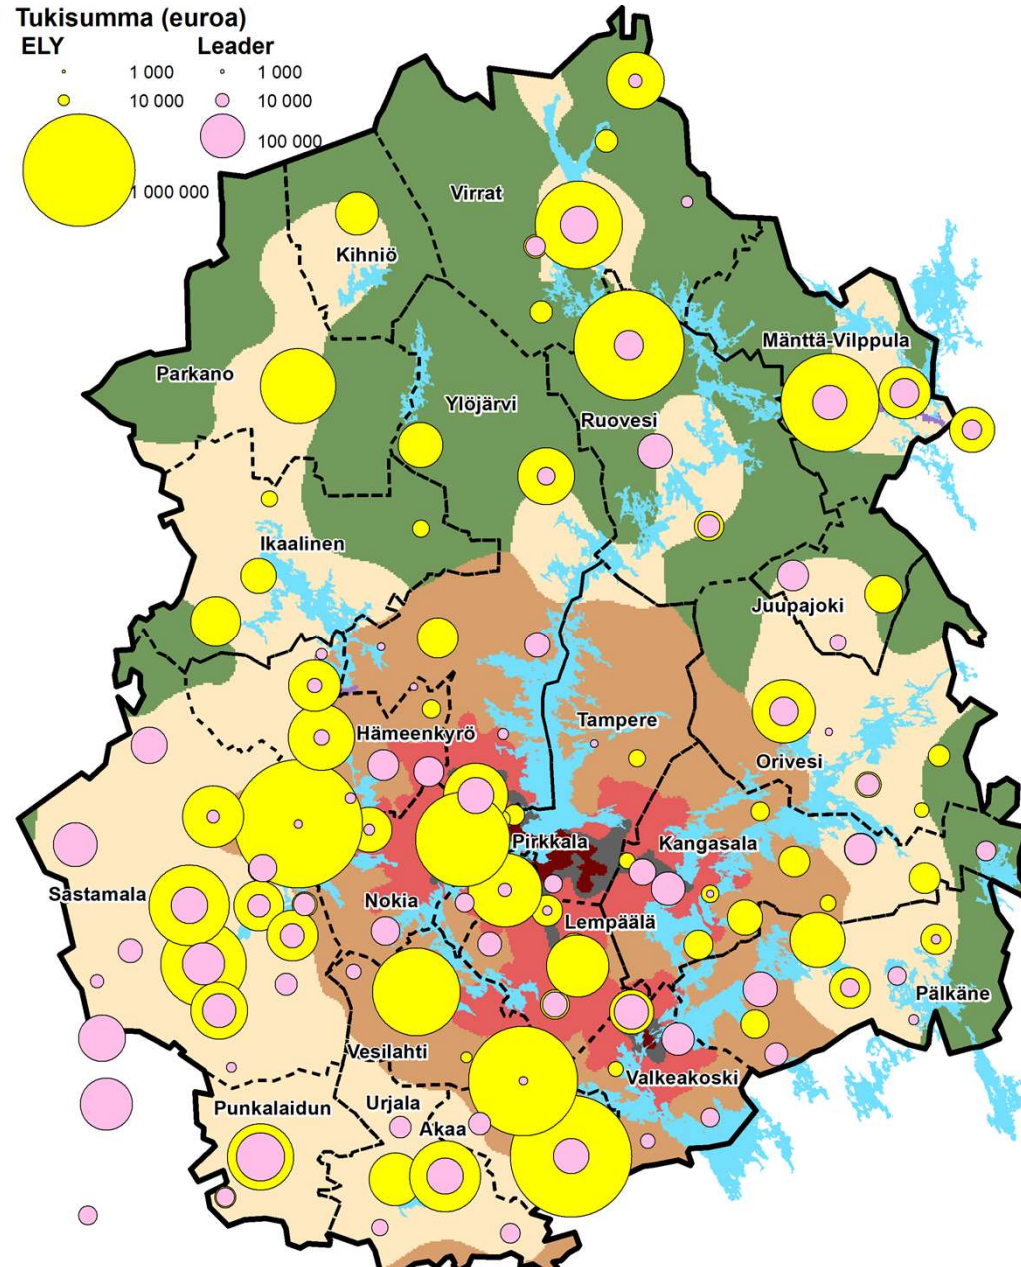 Tukisumma (euroa)
ELY Leader
1 000 1 000
10 000 10 000
100 000
1 000 000
Virrat
Kihniö
Mänttä-Vilppula
Parkano
Ylöjärvi
Ruovesi
Ikaalinen
Juupajoki
Tampere
Hämeenkyrö
Orivesi
Pirkkala
Kangasala
Sastamala
Nokia
Lempäälä
Pälkäne
Vesilahti
Valkeakoski
Urjala
Punkalaidun
Akaa